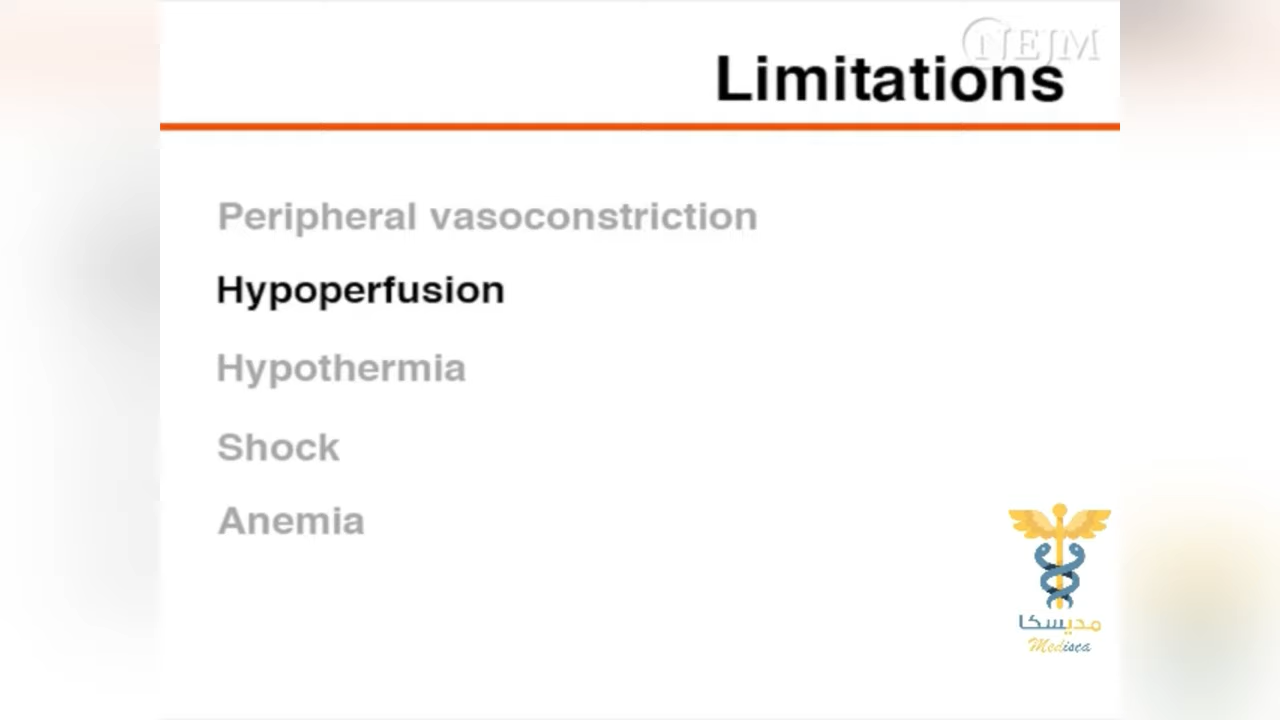 NEJM
Limitations
Peripheral vasoconstriction
Hypoperfusion
Hypothermia
Shock
Anemia
مديسكا
Medisca